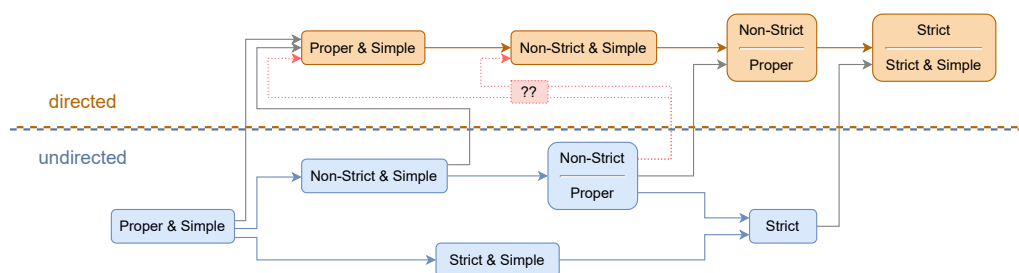 Proper & Simple
Non-Strict & Simple
Non-Strict
Proper
Strict
Strict & Simple
??
directed
undirected
Non-Strict & Simple
Non-Strict
Proper
Proper & Simple
Strict
Strict & Simple